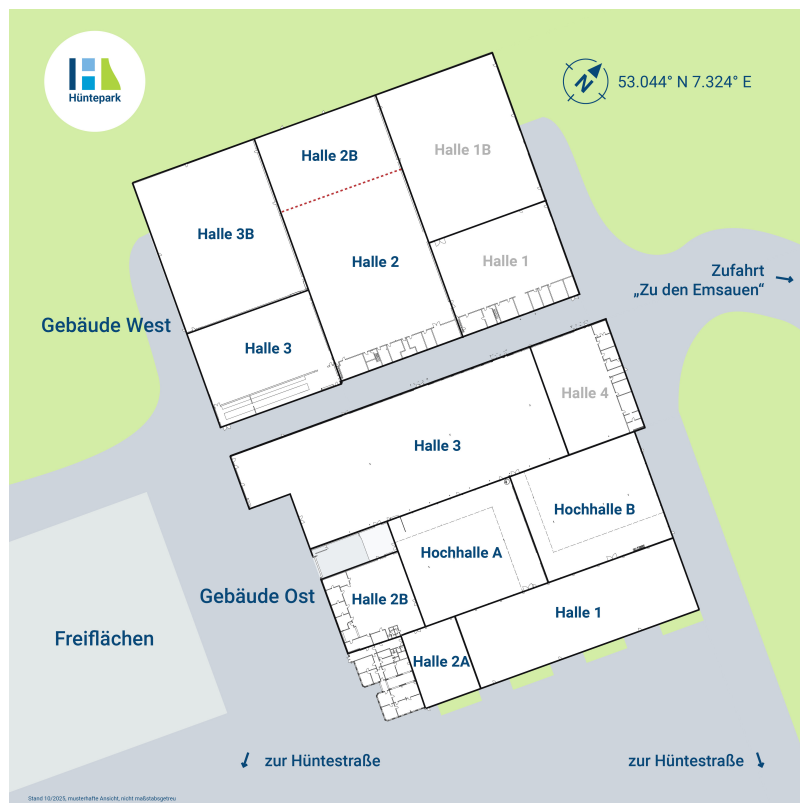 Hüntepark
N
53.044° N 7.324° E
Halle 2B
Halle 1B
Halle 3B
Halle 2
Halle 1
Zufahrt
„Zu den Emsauen“
Gebäude West
Halle 3
Halle 4
Halle 3
Hochhalle B
Hochhalle A
Gebäude Ost
Halle 2B
Halle 1
Freiflächen
Halle 2A
zur Hüntestraße
zur Hüntestraße
Stand 10/2025, musterhafte Ansicht, nicht maßstabsgetreu